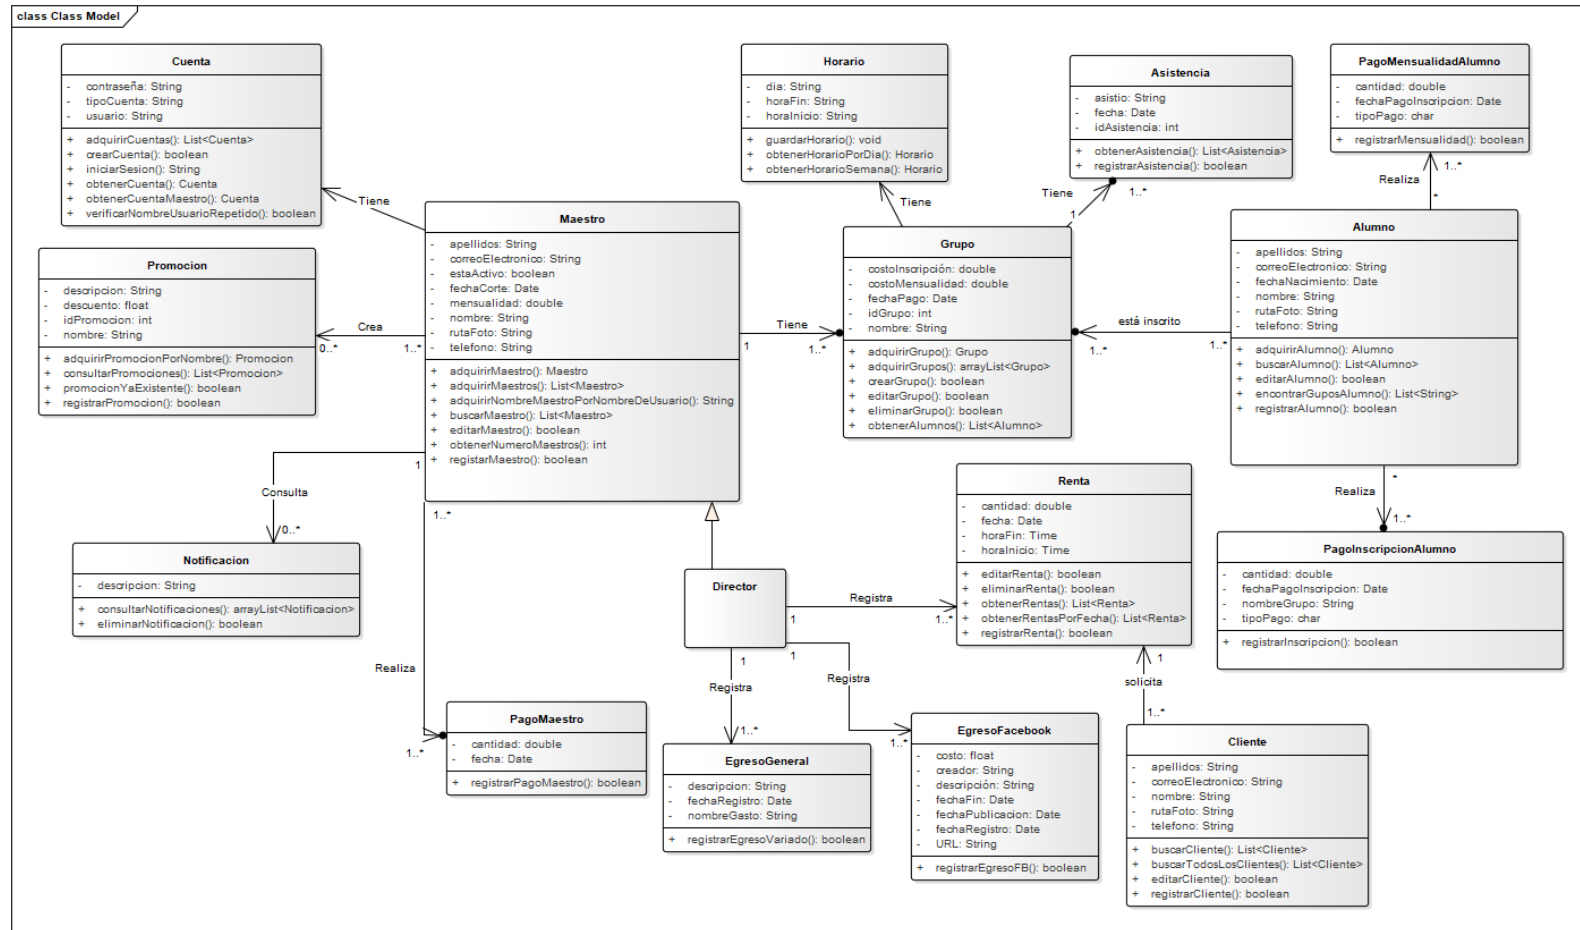 class Class Model
Cuenta
- contraseña: String
- tipoCuenta: String
- usuario: String
+ adquirirCuentas(): List<Cuenta>
+ crearCuenta(): boolean
+ iniciarSesion(): String
+ obtenerCuenta(): Cuenta
+ obtenerCuentaMaestro(): Cuenta
+ verificarNombreUsuarioRepetido(): boolean
Tiene
Horario
- dia: String
- horaFin: String
- horaInicio: String
+ guardarHorario(): void
+ obtenerHorarioPorDia(): Horario
+ obtenerHorarioSemana(): Horario
Tiene
Asistencia
- asistio: String
- fecha: Date
- idAsistencia: int
+ obtenerAsistencia(): List<Asistencia>
+ registrarAsistencia(): boolean
Tiene
1..*
1
PagoMensualidadAlumno
- cantidad: double
- fechaPagoInscripcion: Date
- tipoPago: char
+ registrarMensualidad(): boolean
1..*
Realiza
*
Promocion
- descripcion: String
- descuento: float
- idPromocion: int
- nombre: String
+ adquirirPromocionPorNombre(): Promocion
+ consultarPromociones(): List<Promocion>
+ promocionYaExistente(): boolean
+ registrarPromocion(): boolean
Crea
0..*
1..*
Maestro
- apellidos: String
- correoElectronico: String
- estaActivo: boolean
- fechaCorte: Date
- mensualidad: double
- nombre: String
- rutaFoto: String
- telefono: String
+ adquirirMaestro(): Maestro
+ adquirirMaestros(): List<Maestro>
+ adquirirNombreMaestroPorNombreDeUsuario(): String
+ buscarMaestro(): List<Maestro>
+ editarMaestro(): boolean
+ obtenerNumeroMaestros(): int
+ registarMaestro(): boolean
Tiene
1
1..*
Grupo
- costoInscripción: double
- costoMensualidad: double
- fechaPago: Date
- idGrupo: int
- nombre: String
+ adquirirGrupo(): Grupo
+ adquirirGrupos(): arrayList<Grupo>
+ crearGrupo(): boolean
+ editarGrupo(): boolean
+ eliminarGrupo(): boolean
+ obtenerAlumnos(): List<Alumno>
está inscrito
1..*
1..*
Alumno
- apellidos: String
- correoElectronico: String
- fechaNacimiento: Date
- nombre: String
- rutaFoto: String
- telefono: String
+ adquirirAlumno(): Alumno
+ buscarAlumno(): List<Alumno>
+ editarAlumno(): boolean
+ encontrarGuposAlumno(): List<String>
+ registrarAlumno(): boolean
1
Consulta
0..*
Notificacion
- descripcion: String
+ consultarNotificaciones(): arrayList<Notificacion>
+ eliminarNotificacion(): boolean
1..*
Realiza
1..*
PagoMaestro
- cantidad: double
- fecha: Date
+ registrarPagoMaestro(): boolean
Director
Registra
1
1..*
Renta
- cantidad: double
- fecha: Date
- horaFin: Time
- horaInicio: Time
+ editarRenta(): boolean
+ eliminarRenta(): boolean
+ obtenerRentas(): List<Renta>
+ obtenerRentasPorFecha(): List<Renta>
+ registrarRenta(): boolean
*
Realiza
1..*
PagoInscripcionAlumno
- cantidad: double
- fechaPagoInscripcion: Date
- nombreGrupo: String
- tipoPago: char
+ registrarInscripcion(): boolean
1
Registra
1..*
EgresoGeneral
- descripcion: String
- fechaRegistro: Date
- nombreGasto: String
+ registrarEgresoVariado(): boolean
1
Registra
1..*
EgresoFacebook
- costo: float
- creador: String
- descripción: String
- fechaFin: Date
- fechaPublicacion: Date
- fechaRegistro: Date
- URL: String
+ registrarEgresoFB(): boolean
1
solicita
1..*
Cliente
- apellidos: String
- correoElectronico: String
- nombre: String
- rutaFoto: String
- telefono: String
+ buscarCliente(): List<Cliente>
+ buscarTodosLosClientes(): List<Cliente>
+ editarCliente(): boolean
+ registrarCliente(): boolean